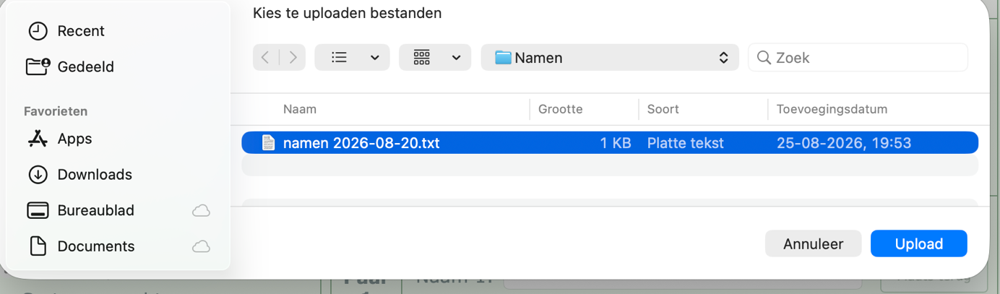 Kies te uploaden bestanden
Recent
Gedeeld
Favorieten
Apps
Downloads
Bureaublad
Documents
Namen
Zoek
Naam Grootte Soort Toevoegingsdatum
namen 2026-08-20.txt 1 KB Platte tekst 25-08-2026, 19:53
Annuleer Upload